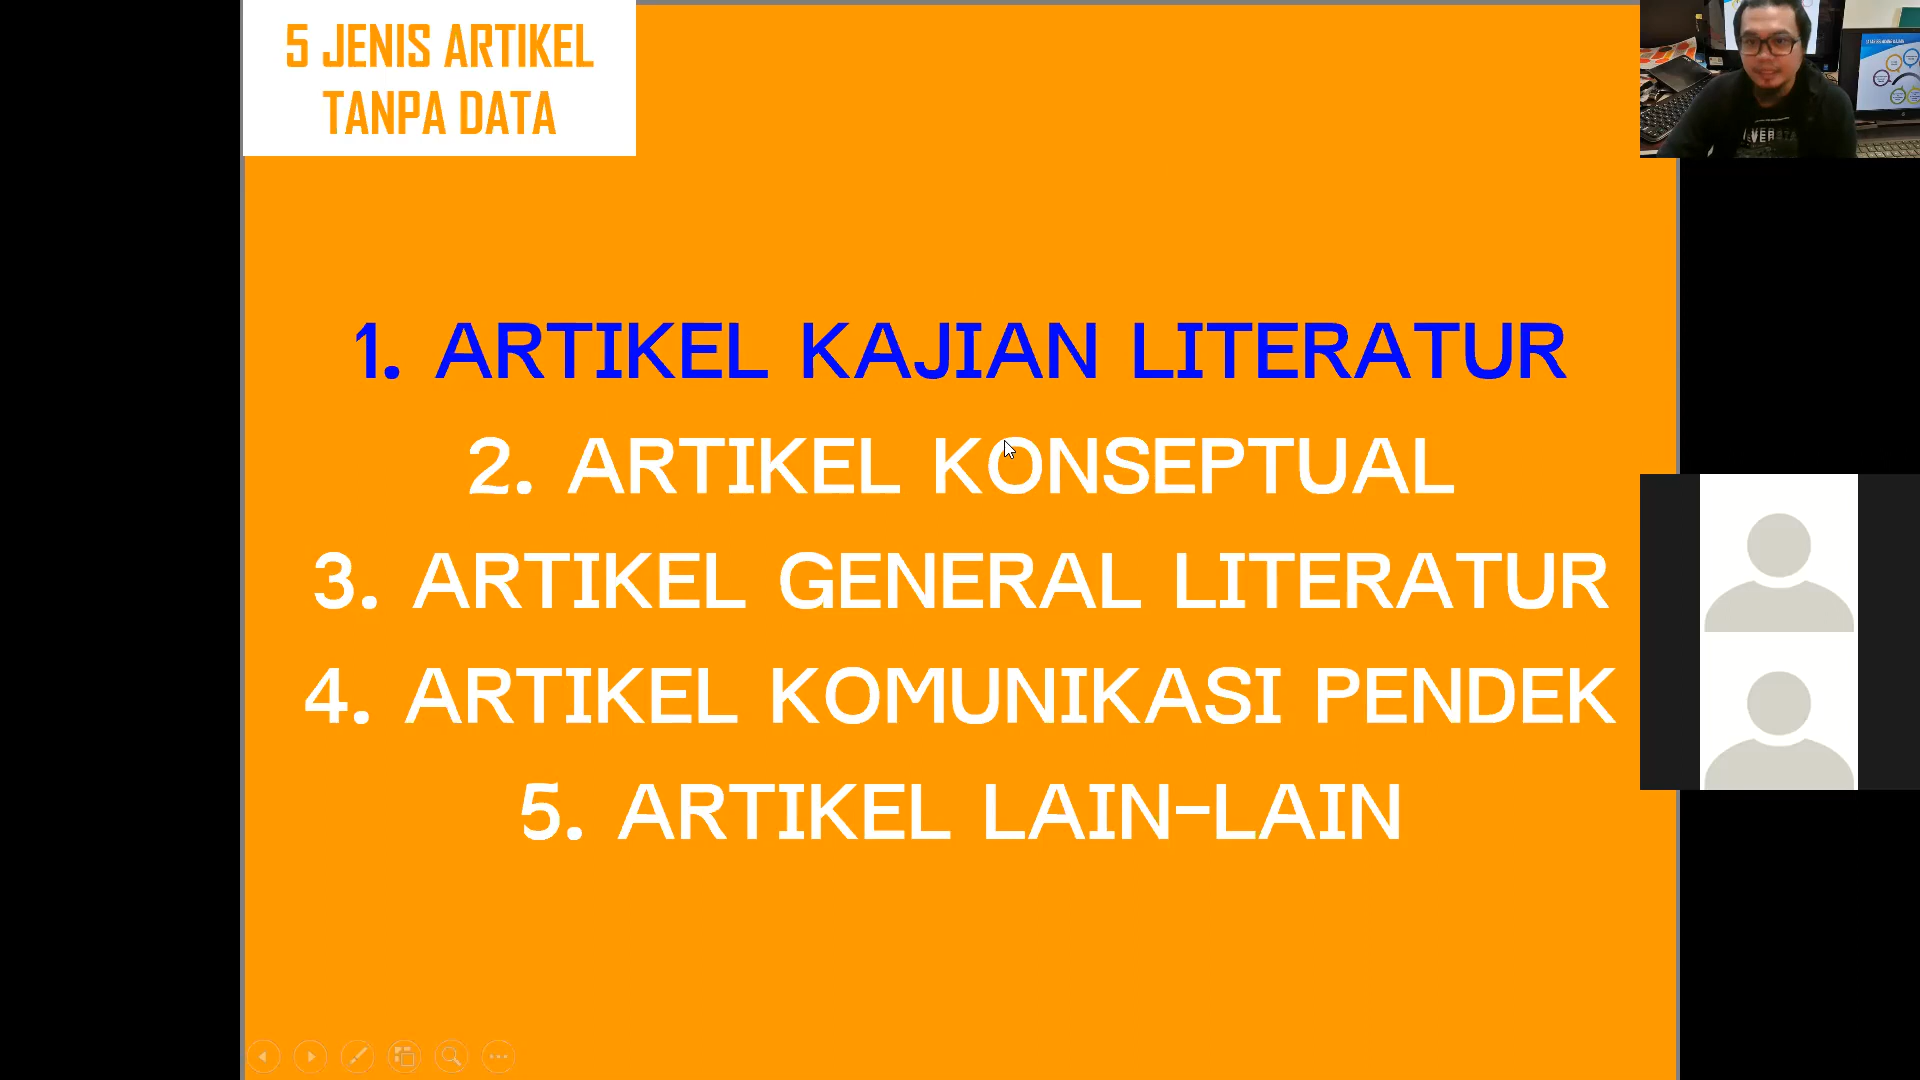 5 JENIS ARTIKEL
TANPA DATA
1. ARTIKEL KAJIAN LITERATUR
2. ARTIKEL KONSEPTUAL
3. ARTIKEL GENERAL LITERATUR
4. ARTIKEL KOMUNIKASI PENDEK
5. ARTIKEL LAIN-LAIN